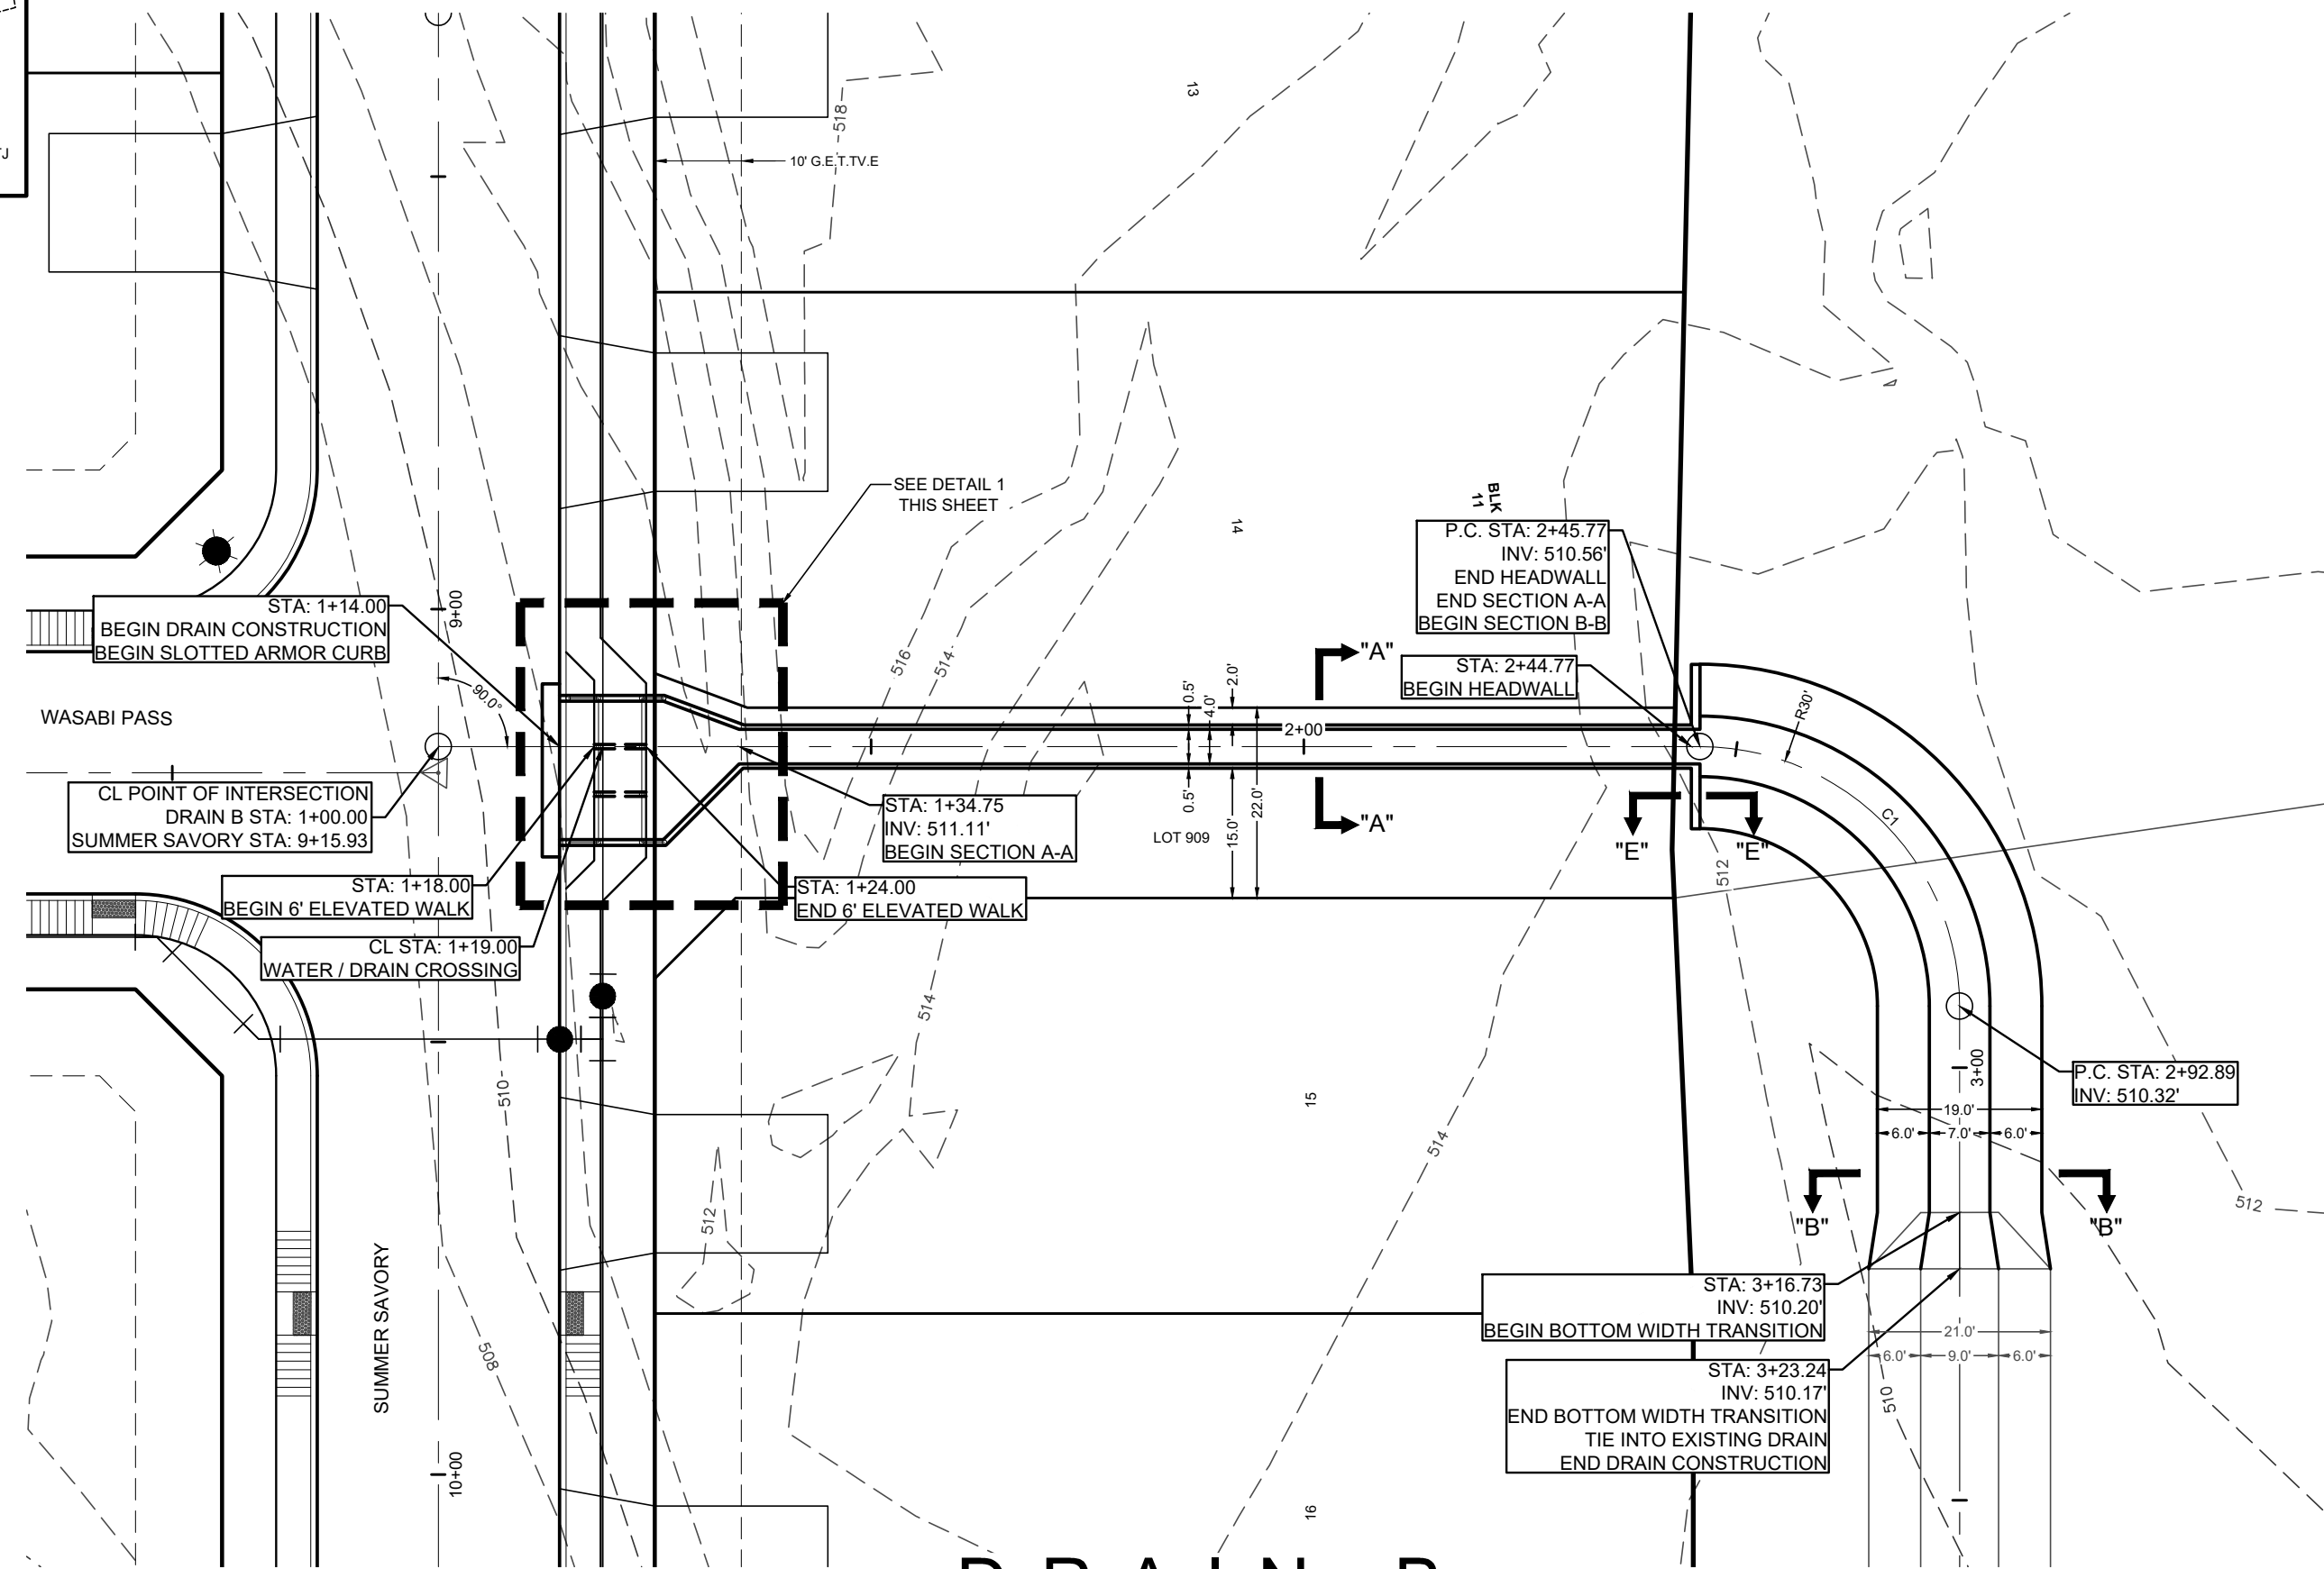 TJ
13
518
10' G.E.T.TV.E
SEE DETAIL 1
THIS SHEET
BLK
11
14
P.C. STA: 2+45.77
INV: 510.56'
END HEADWALL
END SECTION A-A
BEGIN SECTION B-B
STA: 1+14.00
BEGIN DRAIN CONSTRUCTION
BEGIN SLOTTED ARMOR CURB
9+00
516
514
"A"
STA: 2+44.77
BEGIN HEADWALL
90.0°
0.5'
4.0'
2.0'
R30'
WASABI PASS
2+00
CL POINT OF INTERSECTION
DRAIN B STA: 1+00.00
SUMMER SAVORY STA: 9+15.93
STA: 1+34.75
INV: 511.11'
BEGIN SECTION A-A
0.5'
15.0'
22.0'
LOT 909
"A"
C1
"E"
"E"
512
STA: 1+18.00
BEGIN 6' ELEVATED WALK
STA: 1+24.00
END 6' ELEVATED WALK
CL STA: 1+19.00
WATER / DRAIN CROSSING
514
510
15
514
3+00
P.C. STA: 2+92.89
INV: 510.32'
19.0'
6.0'
7.0'
6.0'
512
512
"B"
"B"
SUMMER SAVORY
508
STA: 3+16.73
INV: 510.20'
BEGIN BOTTOM WIDTH TRANSITION
21.0'
6.0'
9.0'
6.0'
STA: 3+23.24
INV: 510.17'
END BOTTOM WIDTH TRANSITION
TIE INTO EXISTING DRAIN
END DRAIN CONSTRUCTION
510
10+00
16
DRAIN B